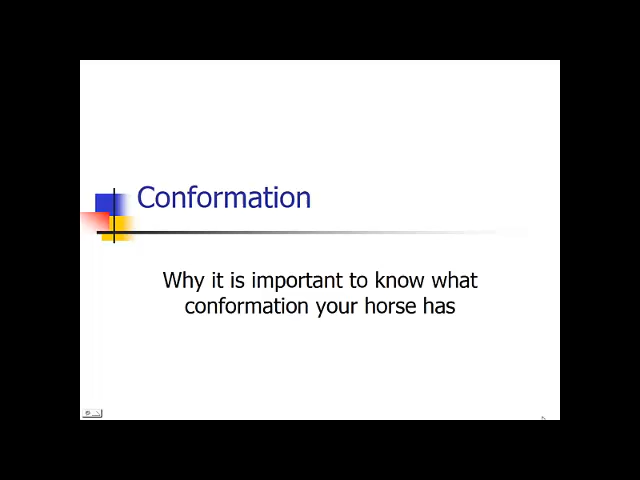 Conformation
Why it is important to know what
conformation your horse has